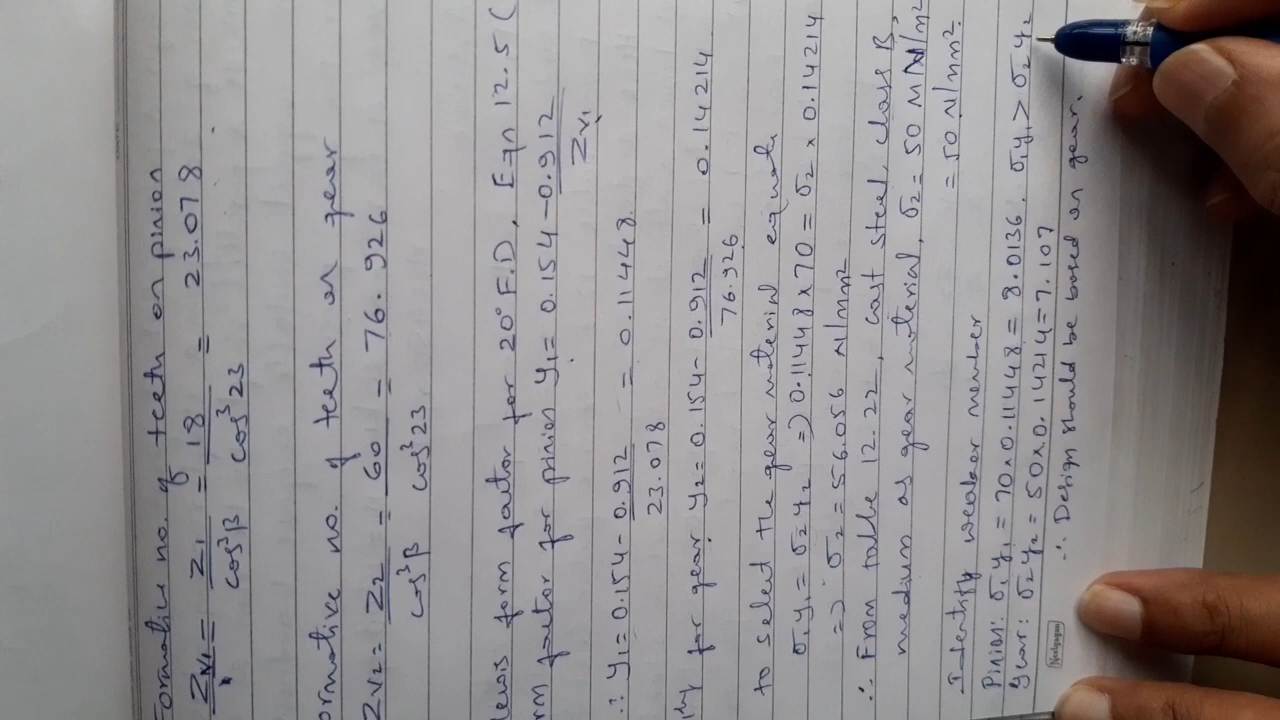 Formative no. of teeth on pinion
Zv1 = Z1/cos³β = 18/cos³23 = 23.078
ormative no. of teeth on gear
Zv2 = Z2/cos³β = 60/cos³23 = 76.926
Lewis form factor for 20° F.D, [Eqn 12.5(
rm factor for pinion y1 = 0.154 - 0.912/Zv1
∴ y1 = 0.154 - 0.912/23.078 = 0.11448.
lly for gear y2 = 0.154 - 0.912/76.926 = 0.14214
to select the gear material equate
σ1y1 = σ2y2 => 0.11448 x 70 = σ2 x 0.14214
=> σ2 = 56.056 N/mm²
∴ From table 12.22, cast steel, class B,
medium as gear material, σ2 = 50 MN/m²
= 50 N/mm².
Identify weaker member
Pinion: σ1y1 = 70 x 0.11448 = 8.0136. σ1y1 > σ2y2
Gear: σ2y2 = 50 x 0.14214 = 7.107
∴ Design should be based on gear.
Neelgagan